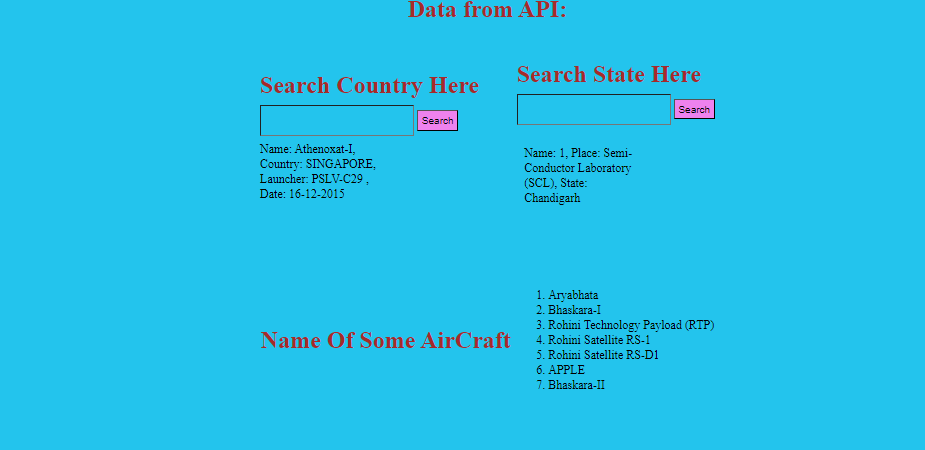 Data from API:
Search Country Here
Search
Name: Athenoxat-I,
Country: SINGAPORE,
Launcher: PSLV-C29 ,
Date: 16-12-2015
Search State Here
Search
Name: 1, Place: Semi-
Conductor Laboratory
(SCL), State:
Chandigarh
Name Of Some AirCraft
1. Aryabhata
2. Bhaskara-I
3. Rohini Technology Payload (RTP)
4. Rohini Satellite RS-1
5. Rohini Satellite RS-D1
6. APPLE
7. Bhaskara-II